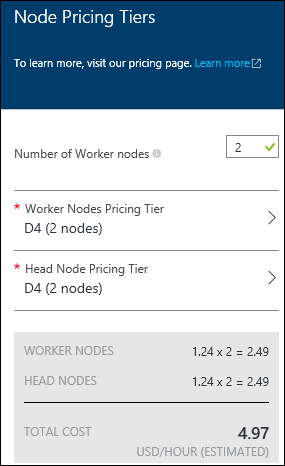 Node Pricing Tiers
To learn more, visit our pricing page. Learn more
Number of Worker nodes
2
* Worker Nodes Pricing Tier
D4 (2 nodes)
* Head Node Pricing Tier
D4 (2 nodes)
WORKER NODES 1.24 x 2 = 2.49
HEAD NODES 1.24 x 2 = 2.49
TOTAL COST 4.97
USD/HOUR (ESTIMATED)